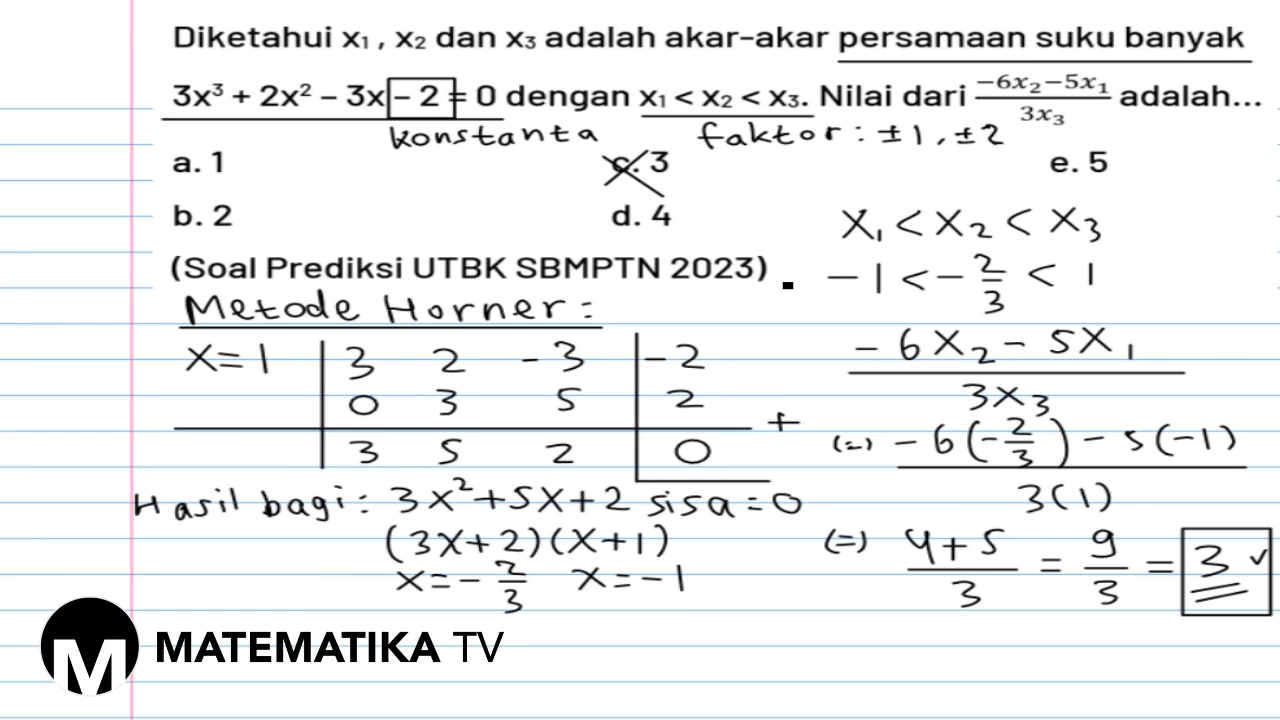 Diketahui x₁ , x₂ dan x₃ adalah akar-akar persamaan suku banyak
3x³ + 2x² - 3x - 2 = 0 dengan x₁ < x₂ < x₃. Nilai dari (-6x₂-5x₁)/(3x₃) adalah...
konstanta faktor : ±1, ±2
a. 1 c. 3 e. 5
b. 2 d. 4
(Soal Prediksi UTBK SBMPTN 2023)
Metode Horner :
x=1 | 3 2 -3 | -2
0 3 5 | 2 +
3 5 2 | 0
Hasil bagi : 3x²+5x+2 sisa = 0
(3x+2)(x+1)
x=-2/3 x=-1
x₁ < x₂ < x₃
-1 < -2/3 < 1
(-6x₂ - 5x₁)/(3x₃)
(=) (-6(-2/3) - 5(-1))/(3(1))
(=) (4+5)/3 = 9/3 = 3 ✓
M MATEMATIKA TV